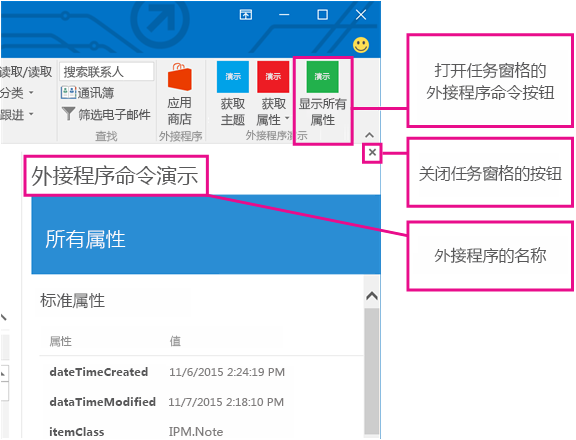 读取/读取
搜索联系人
演示
演示
演示
打开任务窗格的
外接程序命令按钮
分类
通讯簿
应用
商店
获取
主题
获取
属性
显示所有
属性
跟进
筛选电子邮件
查找
外接程序
外接程序演示
关闭任务窗格的按钮
外接程序命令演示
所有属性
外接程序的名称
标准属性
属性 值
dateTimeCreated 11/6/2015 2:24:19 PM
dataTimeModified 11/7/2015 2:18:10 PM
itemClass IPM.Note